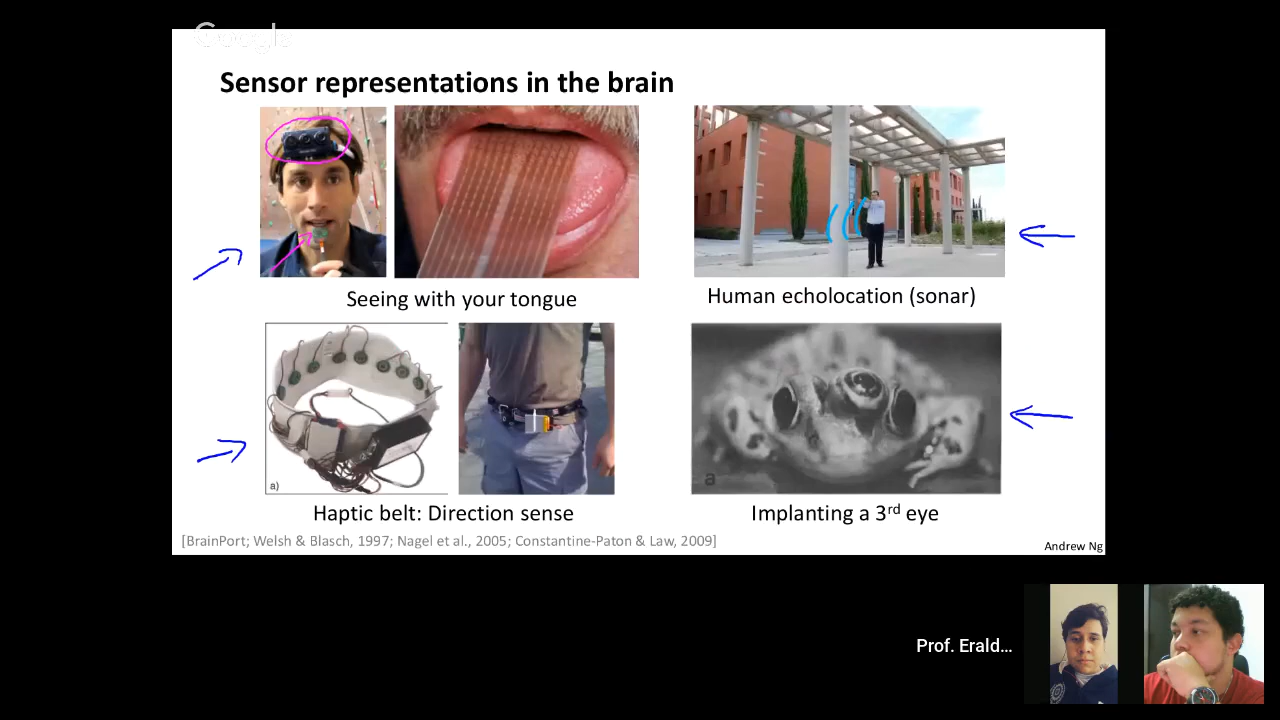 Google
Sensor representations in the brain
Seeing with your tongue
Human echolocation (sonar)
a)
a
Haptic belt: Direction sense
Implanting a 3rd eye
[BrainPort; Welsh & Blasch, 1997; Nagel et al., 2005; Constantine-Paton & Law, 2009]
Andrew Ng
Prof. Erald...